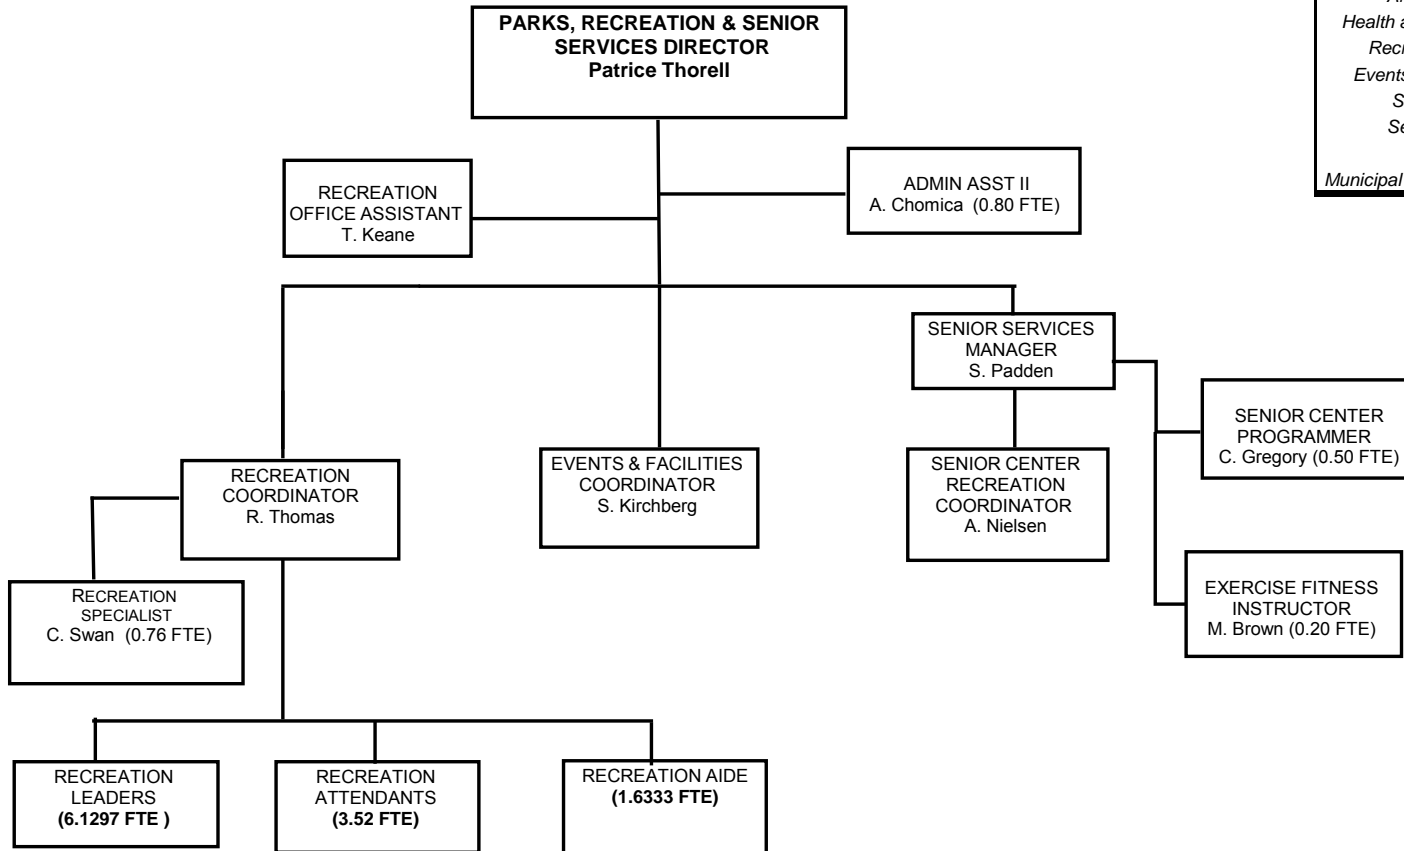 PARKS, RECREATION & SENIOR
SERVICES DIRECTOR
Patrice Thorell
Health
Events
Municipal
RECREATION
OFFICE ASSISTANT
T. Keane
ADMIN ASST II
A. Chomica (0.80 FTE)
SENIOR SERVICES
MANAGER
S. Padden
SENIOR CENTER
PROGRAMMER
C. Gregory (0.50 FTE)
RECREATION
COORDINATOR
R. Thomas
EVENTS & FACILITIES
COORDINATOR
S. Kirchberg
SENIOR CENTER
RECREATION
COORDINATOR
A. Nielsen
EXERCISE FITNESS
INSTRUCTOR
M. Brown (0.20 FTE)
RECREATION
SPECIALIST
C. Swan (0.76 FTE)
RECREATION
LEADERS
(6.1297 FTE )
RECREATION
ATTENDANTS
(3.52 FTE)
RECREATION AIDE
(1.6333 FTE)